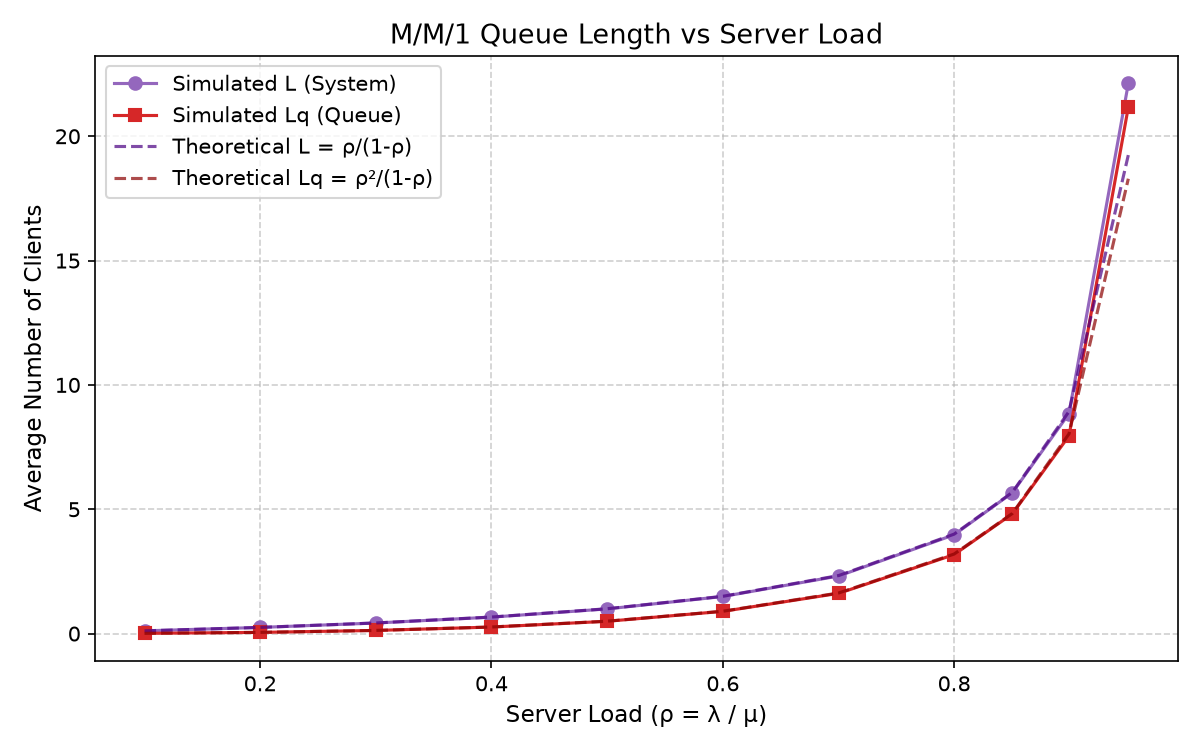 M/M/1 Queue Length vs Server Load
Simulated L (System)
Simulated Lq (Queue)
Theoretical L = ρ/(1-ρ)
Theoretical Lq = ρ²/(1-ρ)
Average Number of Clients
20
15
10
5
0
0.2 0.4 0.6 0.8
Server Load (ρ = λ / μ)